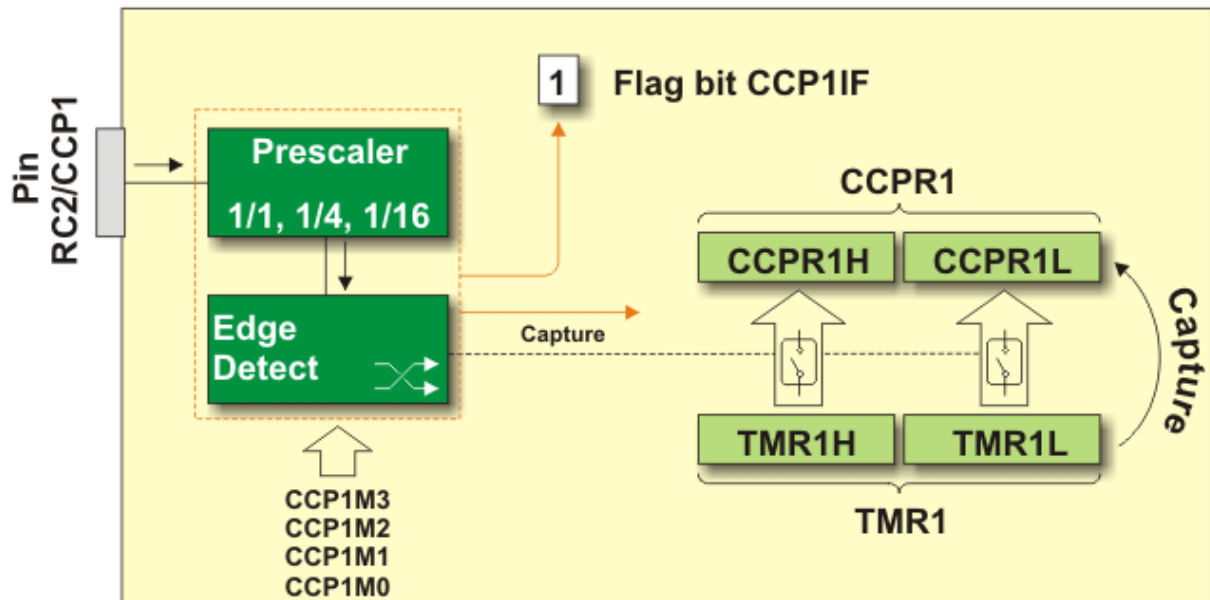 1 Flag bit CCP1IF
Pin
RC2/CCP1
Prescaler
1/1, 1/4, 1/16
Edge
Detect
Capture
CCP1M3
CCP1M2
CCP1M1
CCP1M0
CCPR1
CCPR1H CCPR1L
Capture
TMR1H TMR1L
TMR1